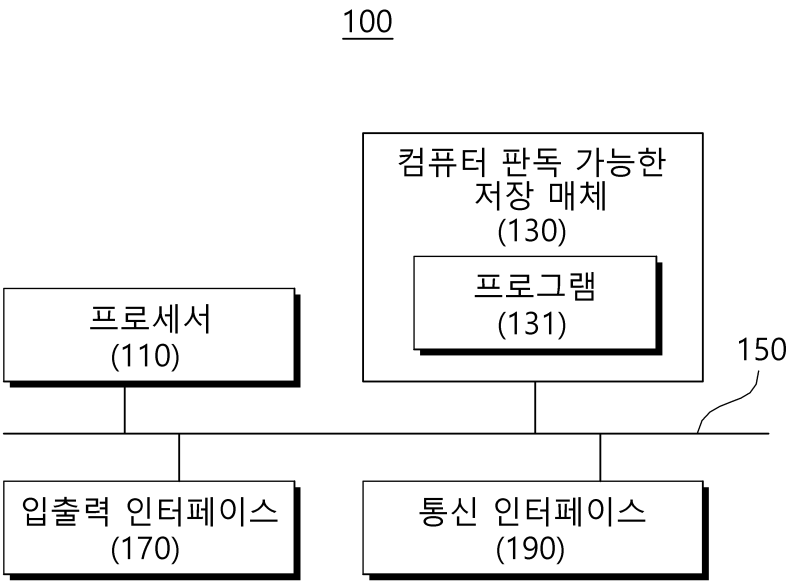 100
컴퓨터 판독 가능한
저장 매체
(130)
프로그램
(131)
프로세서
(110)
150
입출력 인터페이스
(170)
통신 인터페이스
(190)